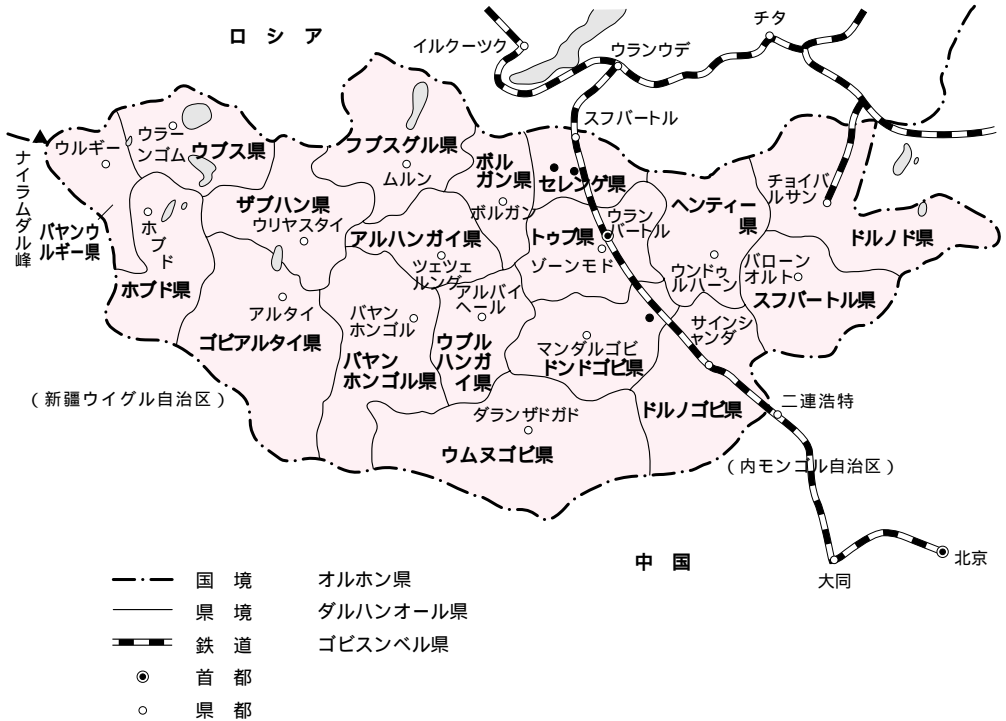 ロシア
チタ
イルクーツク
ウランウデ
スフバートル
ウラー
ンゴム
ウブス県
ウルギー
フブスグル県
ムルン
ボル
ガン県
ボルガン
セレンゲ県
ナイラムダル峰
バヤンウ
ルギー県
ホブド
ホブド県
ザブハン県
ウリヤスタイ
アルハンガイ県
ツェツェ
ルレング
トゥブ県
ゾーンモド
ウラン
バートル
ヘンティー
県
ウンドゥ
ルハーン
チョイバ
ルサン
ドルノド県
バローン
オルト
スフバートル県
アルタイ
ゴビアルタイ県
バヤン
ホンゴル
バヤン
ホンゴル県
アルバイ
ヘール
ウブル
ハンガ
イ県
マンダルゴビ
ドンドゴビ県
サインシ
ャンダ
ドルノゴビ県
ダランザドガド
ウムヌゴビ県
二連浩特
(新疆ウイグル自治区)
(内モンゴル自治区)
中国
大同
北京
国境
オルホン県
県境
ダルハンオール県
鉄道
ゴビスンベル県
首都
県都